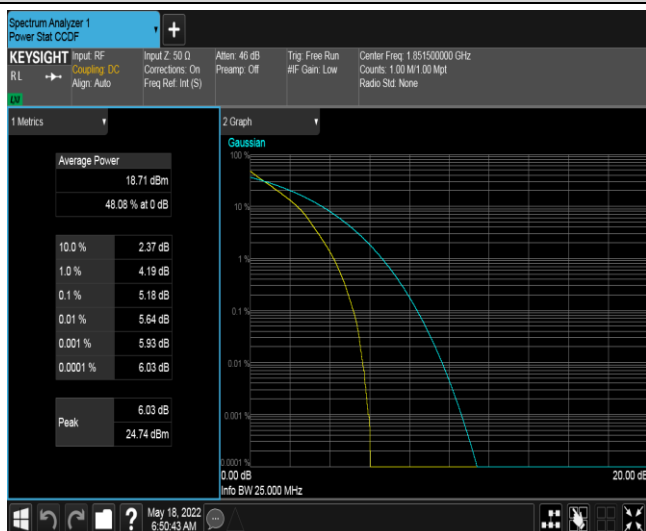 Spectrum Analyzer 1
Power Stat CCDF
+
KEYSIGHT
RL
Input: RF
Coupling: DC
Align: Auto
Input Z: 50 Ω
Corrections: On
Freq Ref: Int (S)
Atten: 46 dB
Preamp: Off
Trig: Free Run
#IF Gain: Low
Center Freq: 1.851500000 GHz
Counts: 1.00 M/1.00 Mpt
Radio Std: None
1 Metrics
Average Power
18.71 dBm
48.08 % at 0 dB
10.0 % 2.37 dB
1.0 % 4.19 dB
0.1 % 5.18 dB
0.01 % 5.64 dB
0.001 % 5.93 dB
0.0001 % 6.03 dB
Peak
6.03 dB
24.74 dBm
2 Graph
Gaussian
100 %
10 %
1 %
0.1 %
0.01 %
0.001 %
0.0001 %
0.00 dB 20.00 dB
Info BW 25.000 MHz
?
May 18, 2022
6:50:43 AM